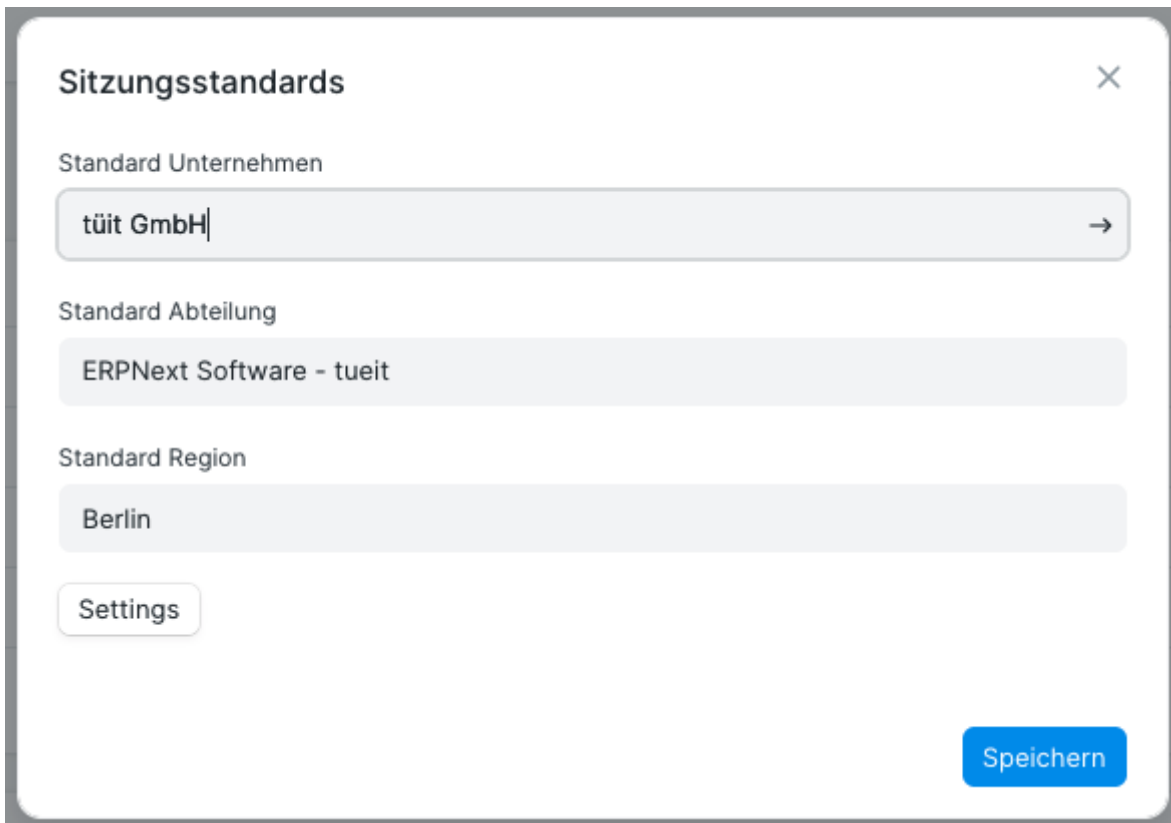 Sitzungsstandards
Standard Unternehmen
tüit GmbH
Standard Abteilung
ERPNext Software - tueit
Standard Region
Berlin
Settings
Speichern